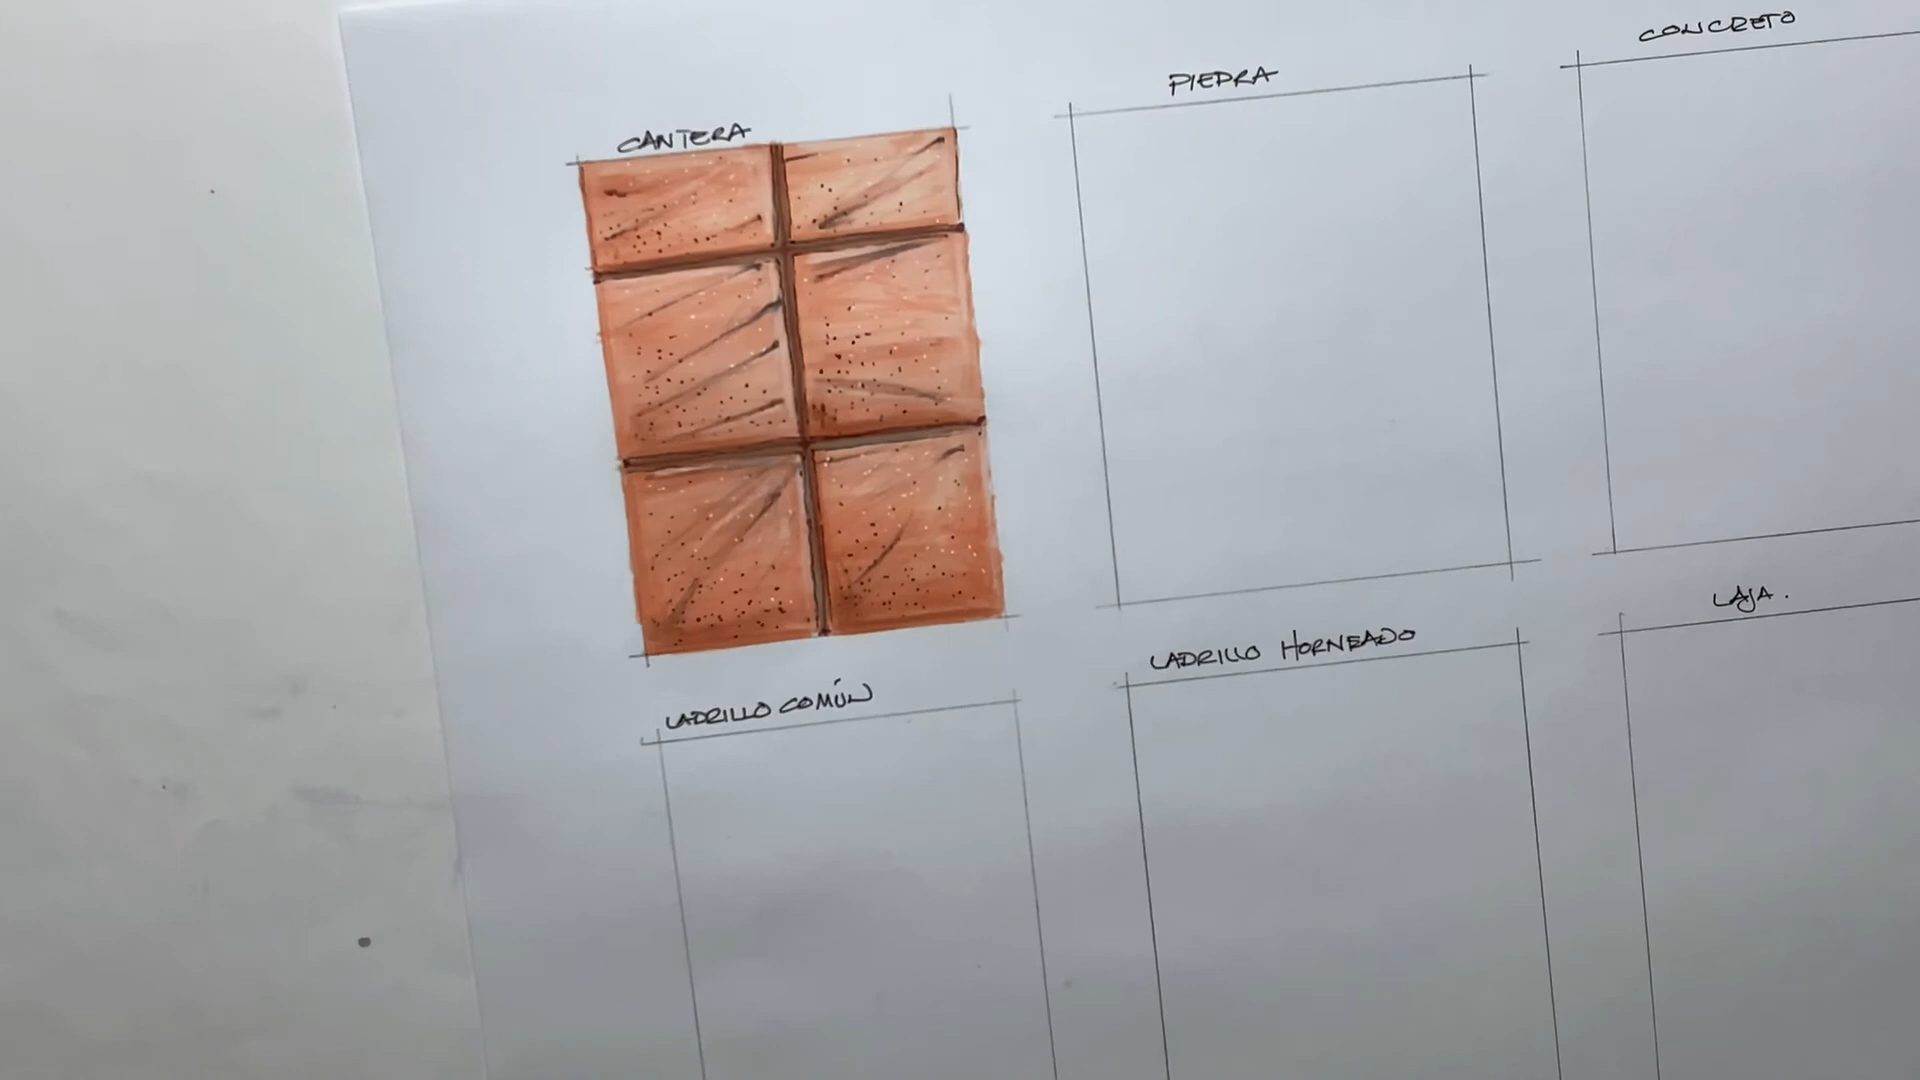 CANTERA
PIEDRA
CONCRETO
LADRILLO COMÚN
LADRILLO HORNEADO
LAJA.